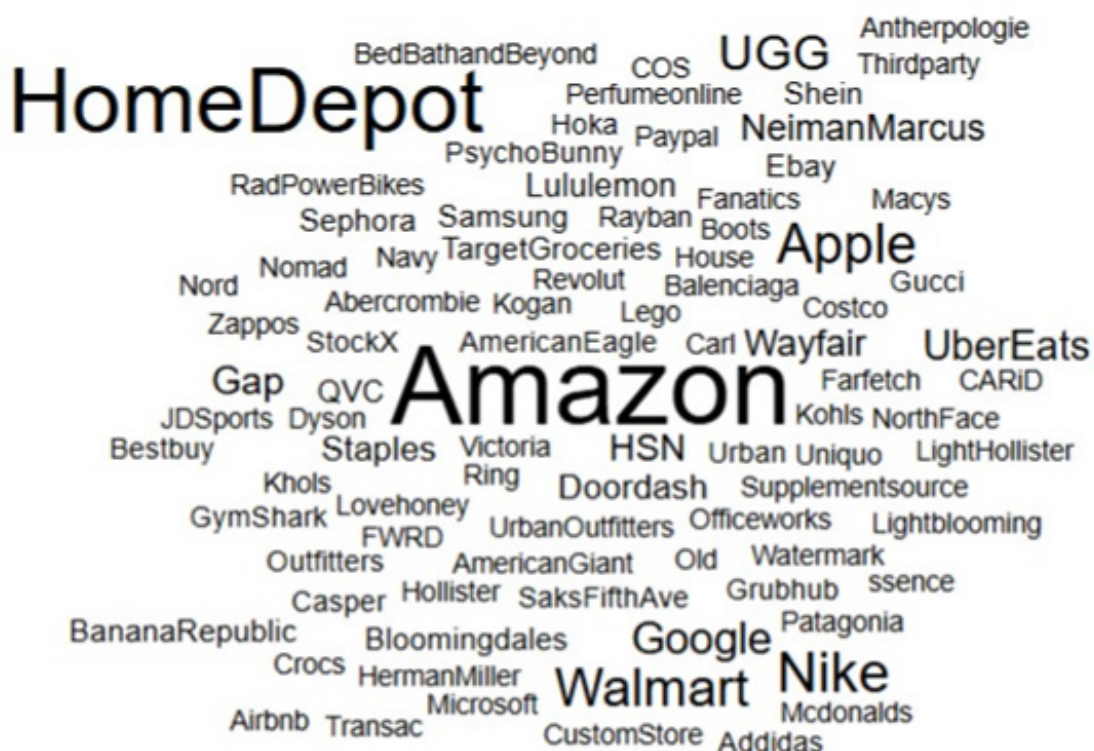 Antherpologie
BedBathandBeyond COS UGG Thirdparty
HomeDepot Perfumeonline Shein
Hoka Paypal NeimanMarcus
PsychoBunny Ebay
RadPowerBikes Lululemon Fanatics Macys
Sephora Samsung Rayban Boots Apple
Nomad Navy TargetGroceries House
Nord Revolut Balenciaga Gucci
Abercrombie Kogan Lego Costco
Zappos StockX AmericanEagle Carl Wayfair UberEats
Gap QVC Amazon Farfetch CARiD
JDSports Dyson Kohls NorthFace
Bestbuy Staples Victoria HSN Urban Uniquo LightHollister
Khols Ring Doordash Supplementsource
GymShark Lovehoney UrbanOutfitters Officeworks Lightblooming
FWRD
Outfitters AmericanGiant Old Watermark
Casper Hollister SaksFifthAve Grubhub ssence
BananaRepublic Bloomingdales Google Patagonia
Crocs HermanMiller Walmart Nike
Microsoft Mcdonalds
Airbnb Transac CustomStore Addidas